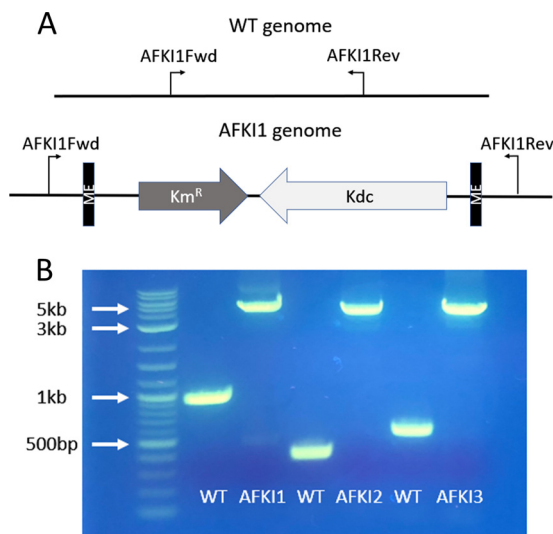 A
WT genome
AFKI1Fwd AFKI1Rev
AFKI1 genome
AFKI1Fwd AFKI1Rev
ME KmR Kdc ME
B
5kb
3kb
1kb
500bp
WT AFKI1 WT AFKI2 WT AFKI3